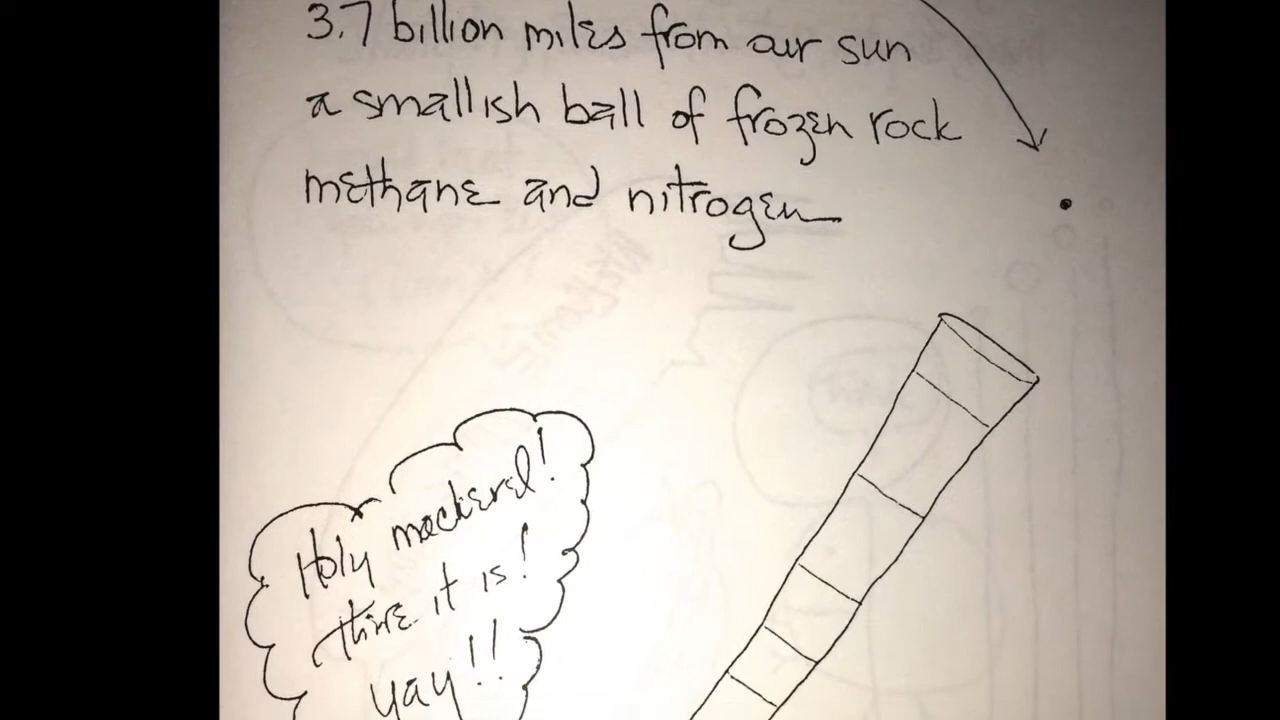 3.7 billion miles from our sun
a smallish ball of frozen rock
methane and nitrogen
Holy mackerel!
there it is!
yay!!